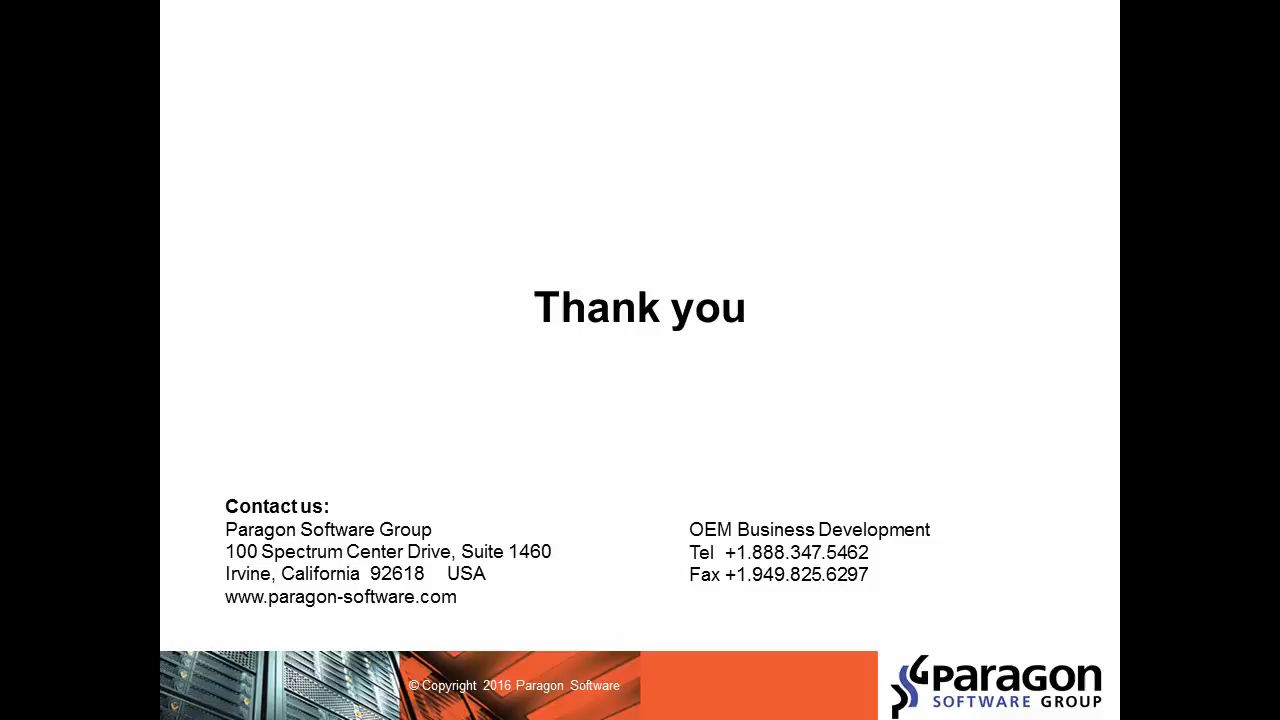 Thank you
Contact us:
Paragon Software Group
100 Spectrum Center Drive, Suite 1460
Irvine, California 92618 USA
www.paragon-software.com
OEM Business Development
Tel +1.888.347.5462
Fax +1.949.825.6297
© Copyright 2016 Paragon Software
Paragon
SOFTWARE GROUP